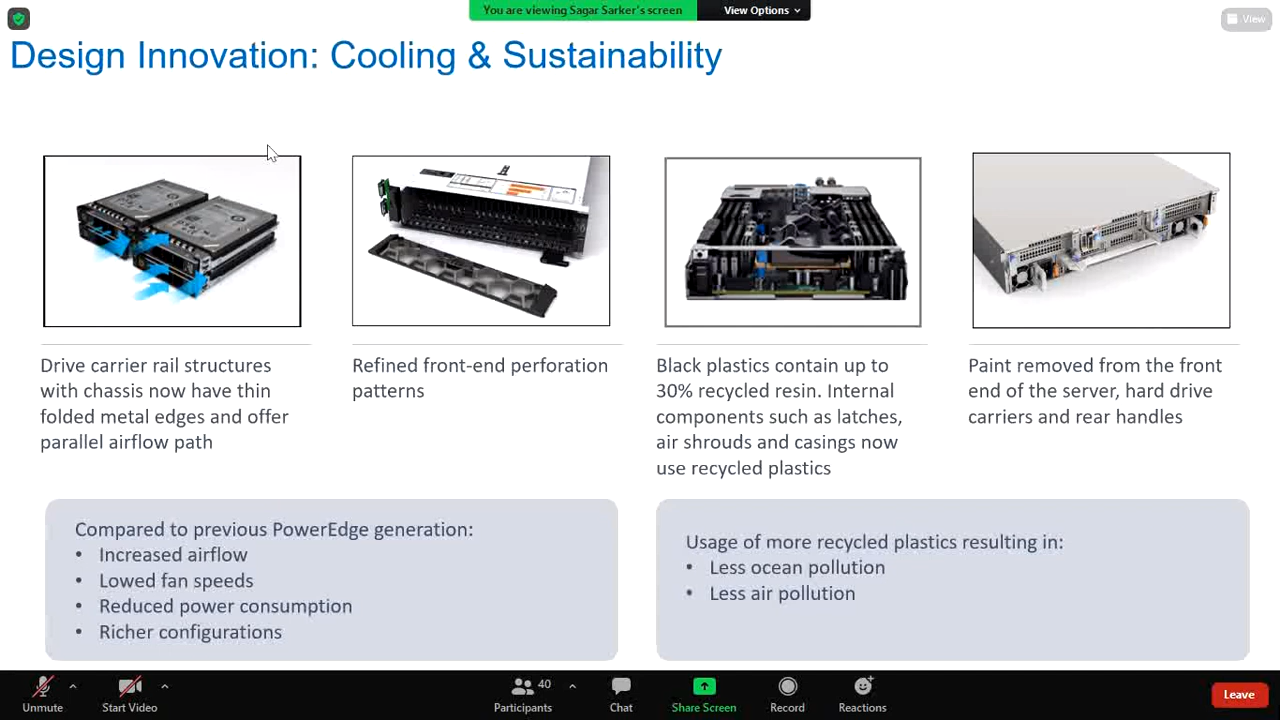 You are viewing Sagar Sarker's screen
View Options
View
Design Innovation: Cooling & Sustainability
Drive carrier rail structures
with chassis now have thin
folded metal edges and offer
parallel airflow path
Refined front-end perforation
patterns
Black plastics contain up to
30% recycled resin. Internal
components such as latches,
air shrouds and casings now
use recycled plastics
Paint removed from the front
end of the server, hard drive
carriers and rear handles
Compared to previous PowerEdge generation:
• Increased airflow
• Lowed fan speeds
• Reduced power consumption
• Richer configurations
Usage of more recycled plastics resulting in:
• Less ocean pollution
• Less air pollution
Unmute
Start Video
40
Participants
Chat
Share Screen
Record
Reactions
Leave